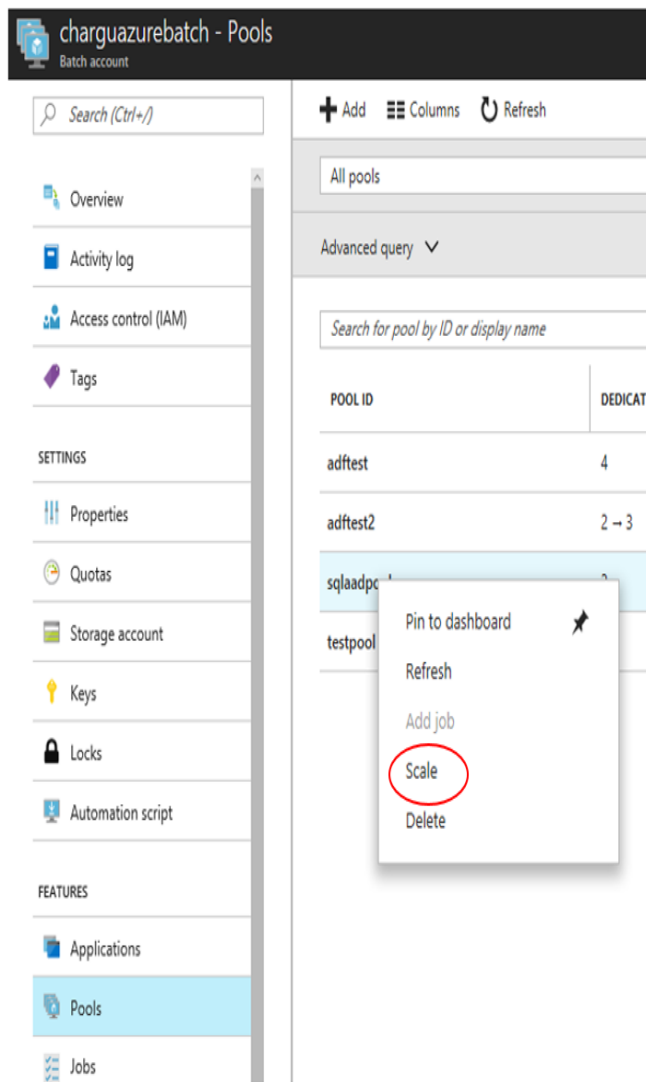 charguazurebatch - Pools
Batch account
Search (Ctrl+/)
Overview
Activity log
Access control (IAM)
Tags
SETTINGS
Properties
Quotas
Storage account
Keys
Locks
Automation script
FEATURES
Applications
Pools
Jobs
Add Columns Refresh
All pools
Advanced query
Search for pool by ID or display name
POOL ID DEDICAT
adftest 4
adftest2 2 → 3
sqlaadpo
testpool
Pin to dashboard
Refresh
Add job
Scale
Delete